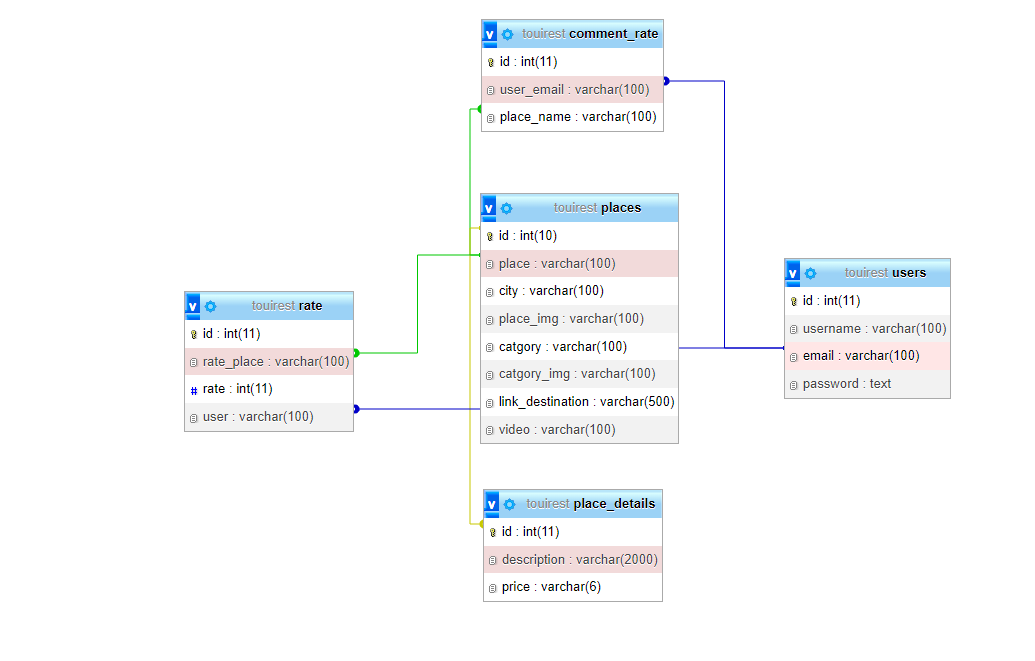 v touirest comment_rate
id : int(11)
user_email : varchar(100)
place_name : varchar(100)
v touirest places
id : int(10)
place : varchar(100)
city : varchar(100)
place_img : varchar(100)
catgory : varchar(100)
catgory_img : varchar(100)
link_destination : varchar(500)
video : varchar(100)
v touirest users
id : int(11)
username : varchar(100)
email : varchar(100)
password : text
v touirest rate
id : int(11)
rate_place : varchar(100)
# rate : int(11)
user : varchar(100)
v touirest place_details
id : int(11)
description : varchar(2000)
price : varchar(6)